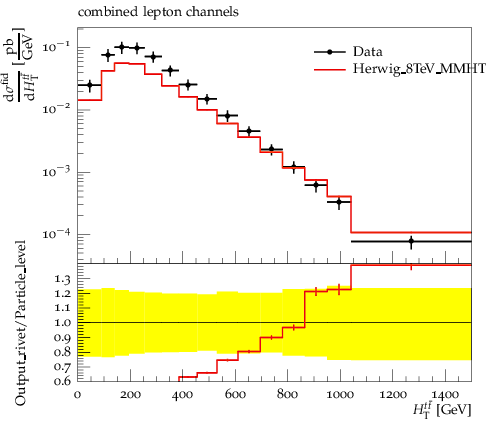 combined lepton channels
dσ^fid/dH_T^{tt̄} [pb/GeV]
10⁻¹
10⁻²
10⁻³
10⁻⁴
Data
Herwig_8TeV_MMHT
Output_rivet/Particle_level
1.3
1.2
1.1
1.0
0.9
0.8
0.7
0.6
0 200 400 600 800 1000 1200 1400
H_T^{tt̄} [GeV]